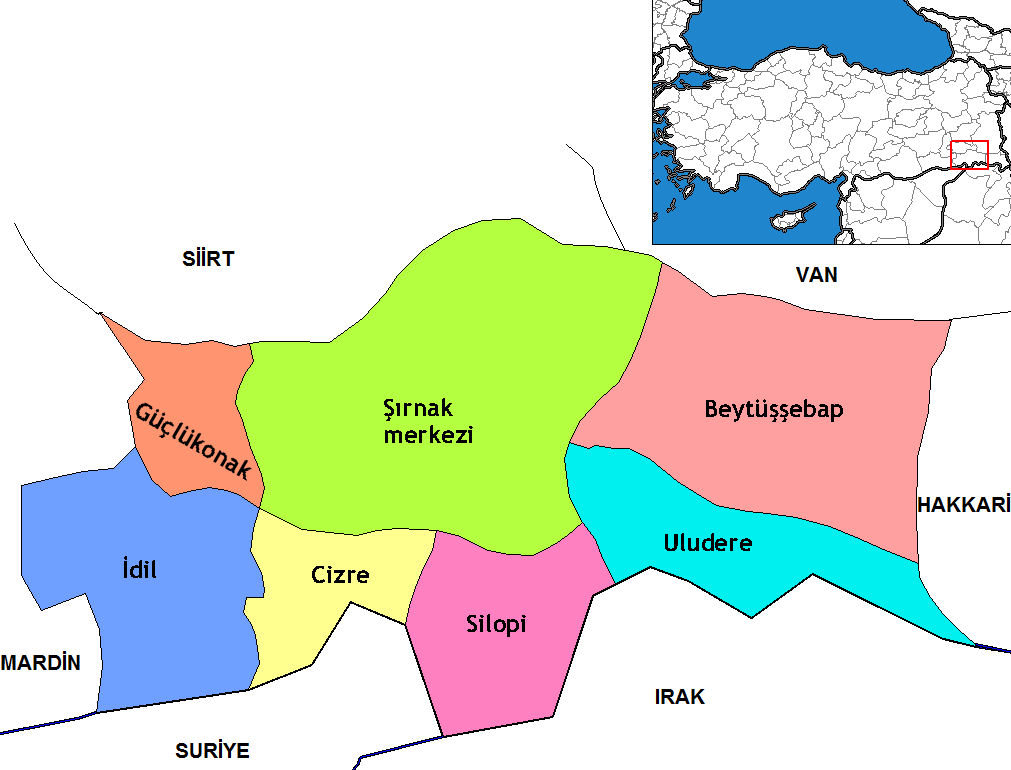 SİİRT
VAN
Şırnak
merkezi
Beytüşşebap
Güçlükonak
HAKKARİ
Uludere
İdil
Cizre
Silopi
MARDİN
IRAK
SURİYE